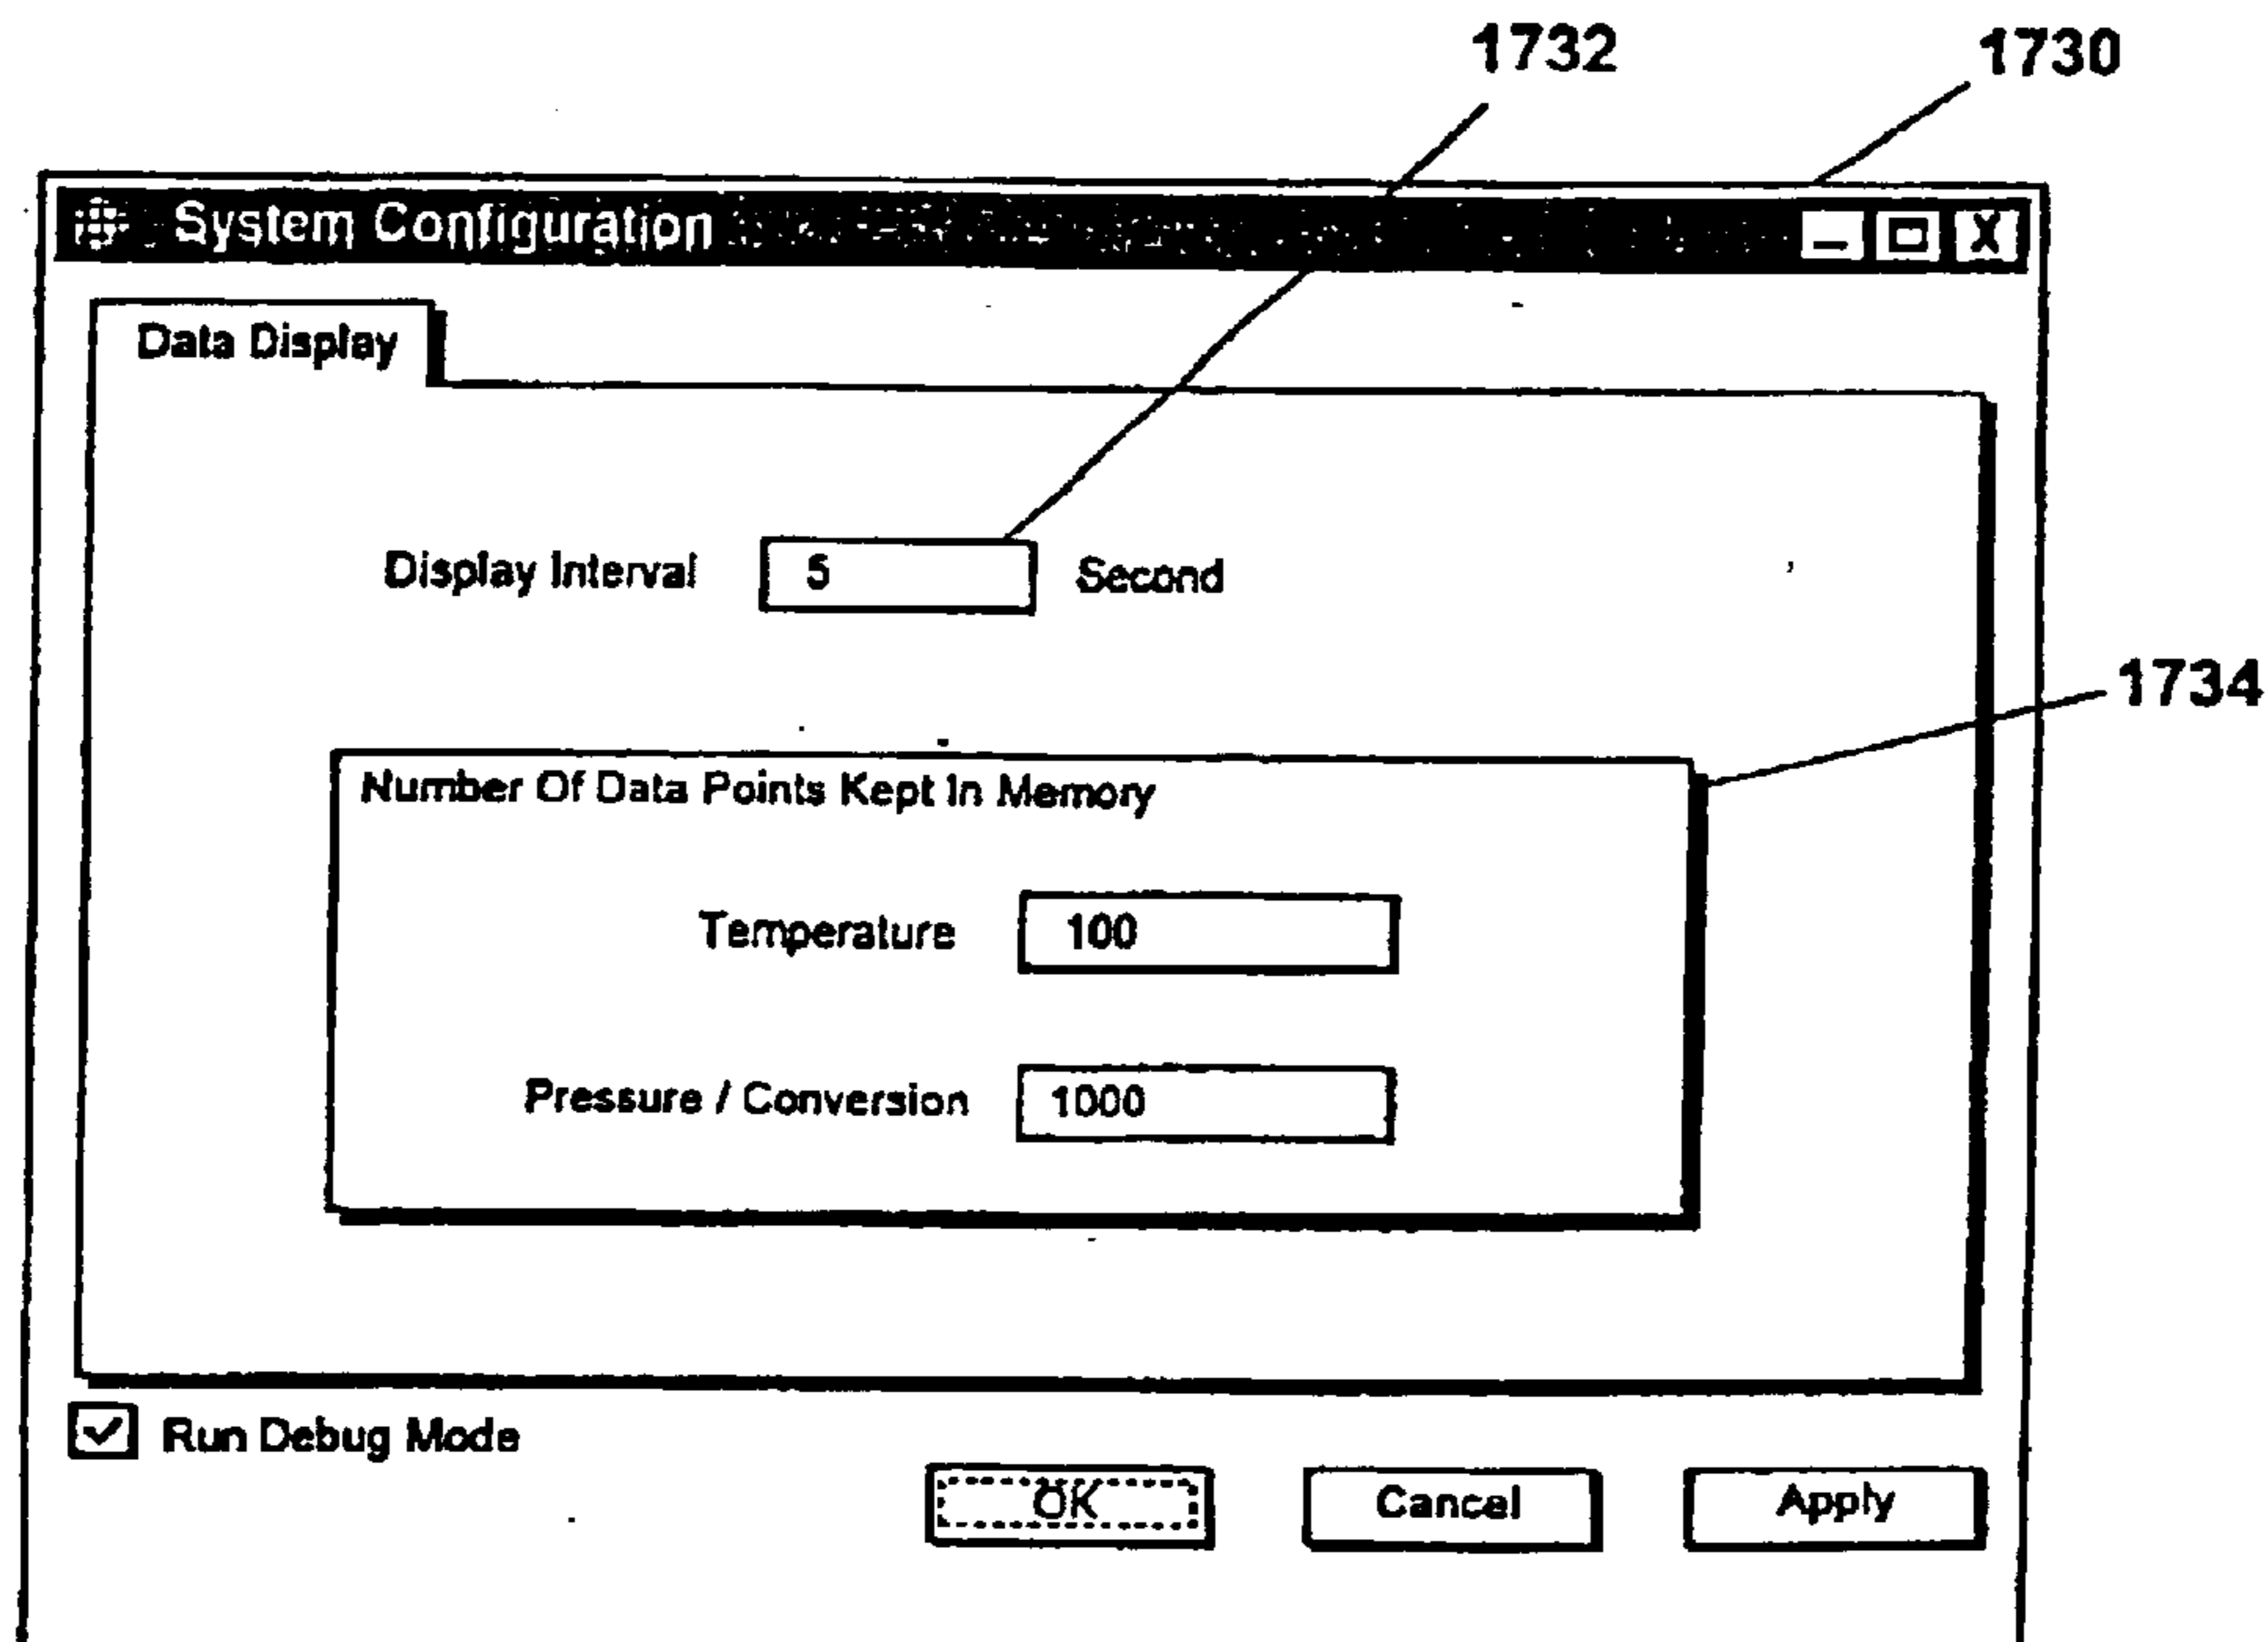 1732 1730
System Configuration
Data Display
Display Interval 5 Second
1734
Number Of Data Points Kept In Memory
Temperature 100
Pressure / Conversion 1000
Run Debug Mode
OK Cancel Apply